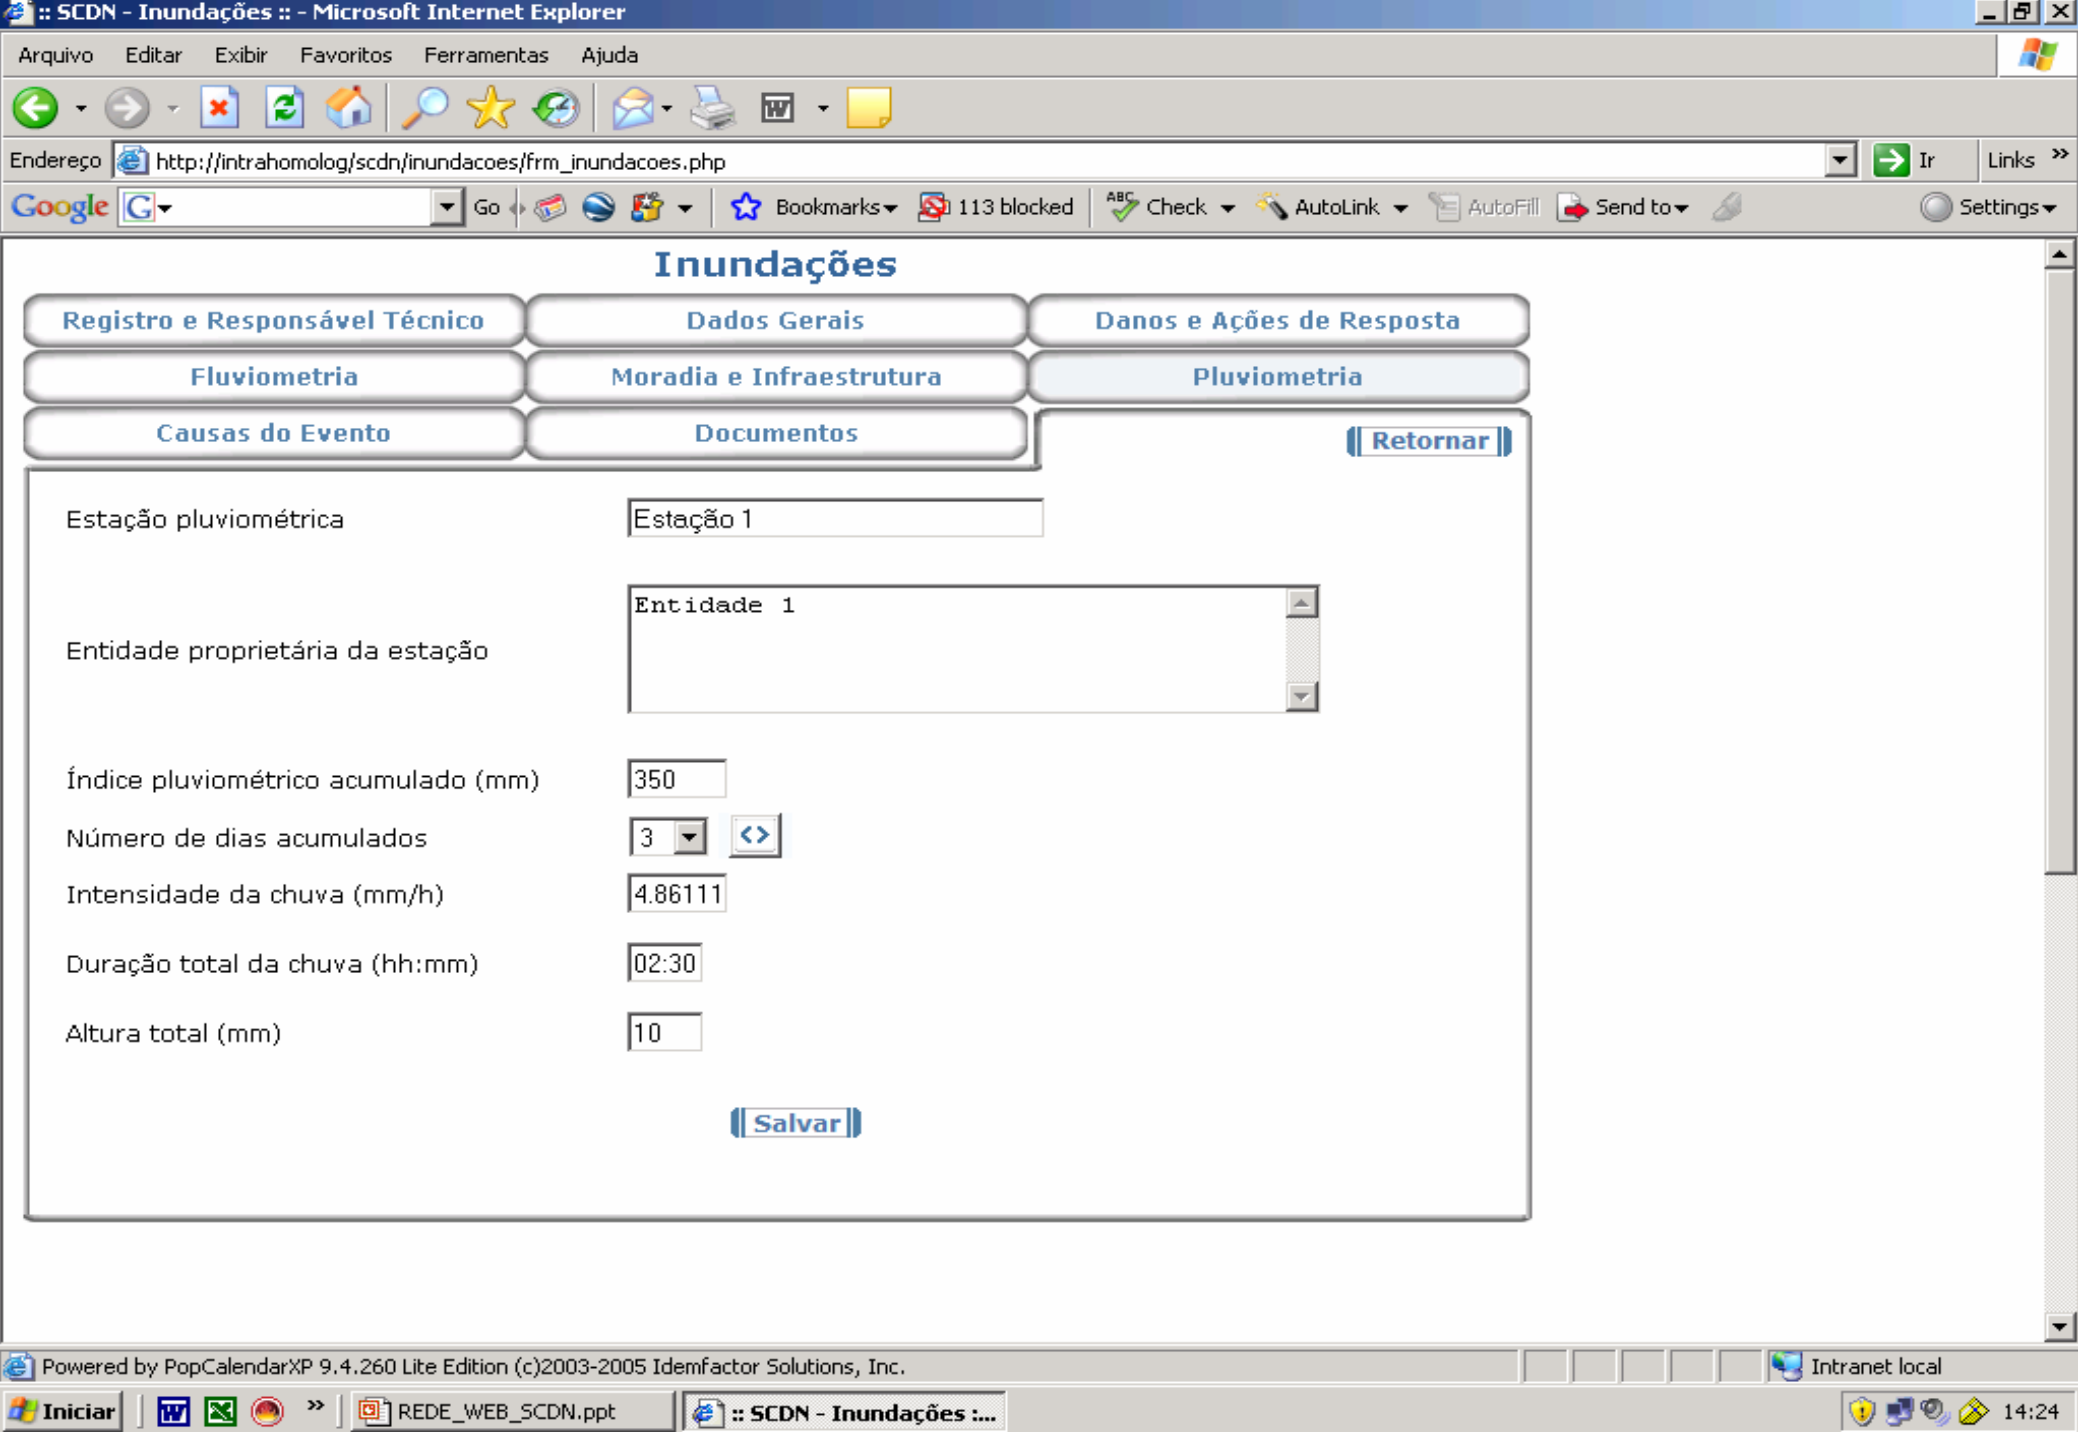 :: SCDN - Inundações :: - Microsoft Internet Explorer
Arquivo Editar Exibir Favoritos Ferramentas Ajuda
Endereço http://intrahomolog/scdn/inundacoes/frm_inundacoes.php Ir Links »
Google G Go Bookmarks 113 blocked ABC Check AutoLink AutoFill Send to Settings
Inundações
Registro e Responsável Técnico Dados Gerais Danos e Ações de Resposta
Fluviometria Moradia e Infraestrutura Pluviometria
Causas do Evento Documentos
Retornar
Estação pluviométrica Estação 1
Entidade proprietária da estação Entidade 1
Índice pluviométrico acumulado (mm) 350
Número de dias acumulados 3 <>
Intensidade da chuva (mm/h) 4.86111
Duração total da chuva (hh:mm) 02:30
Altura total (mm) 10
Salvar
Powered by PopCalendarXP 9.4.260 Lite Edition (c)2003-2005 Idemfactor Solutions, Inc. Intranet local
Iniciar » REDE_WEB_SCDN.ppt :: SCDN - Inundações :... 14:24